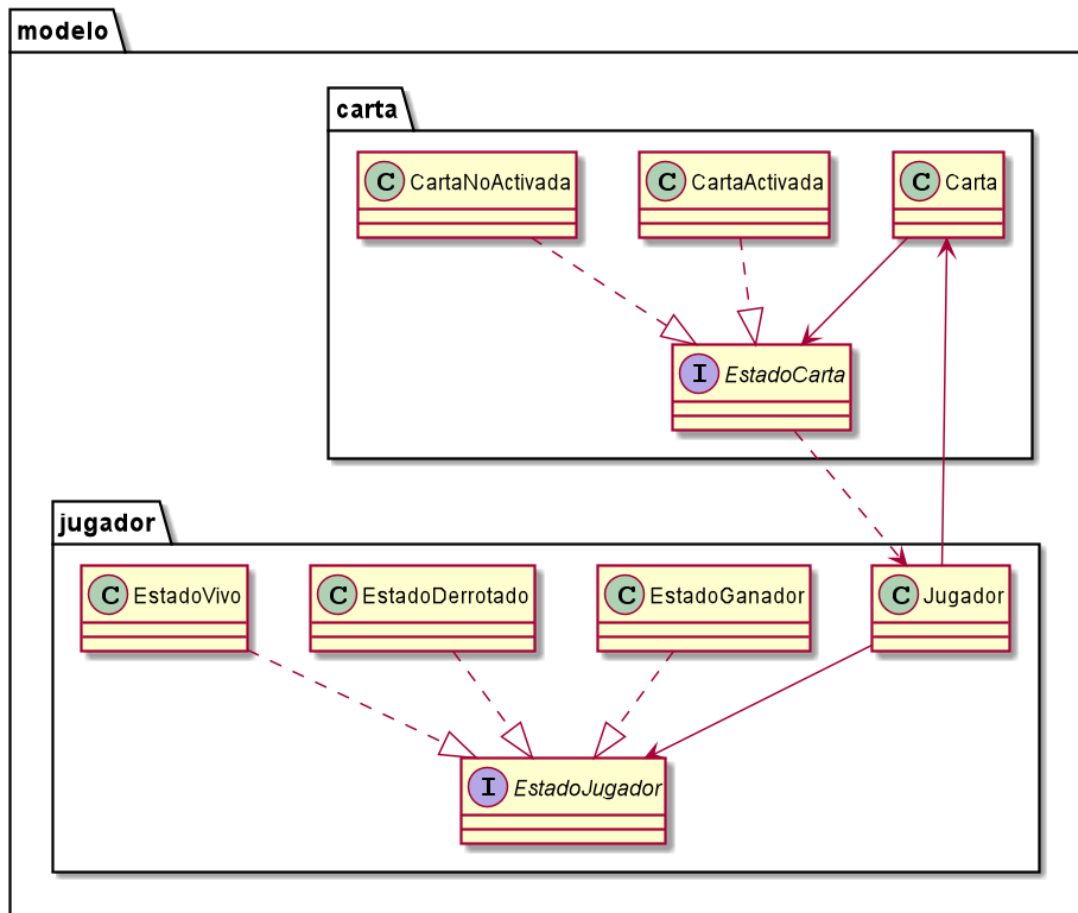 modelo
carta
C CartaNoActivada
C CartaActivada
C Carta
I EstadoCarta
jugador
C EstadoVivo
C EstadoDerrotado
C EstadoGanador
C Jugador
I EstadoJugador